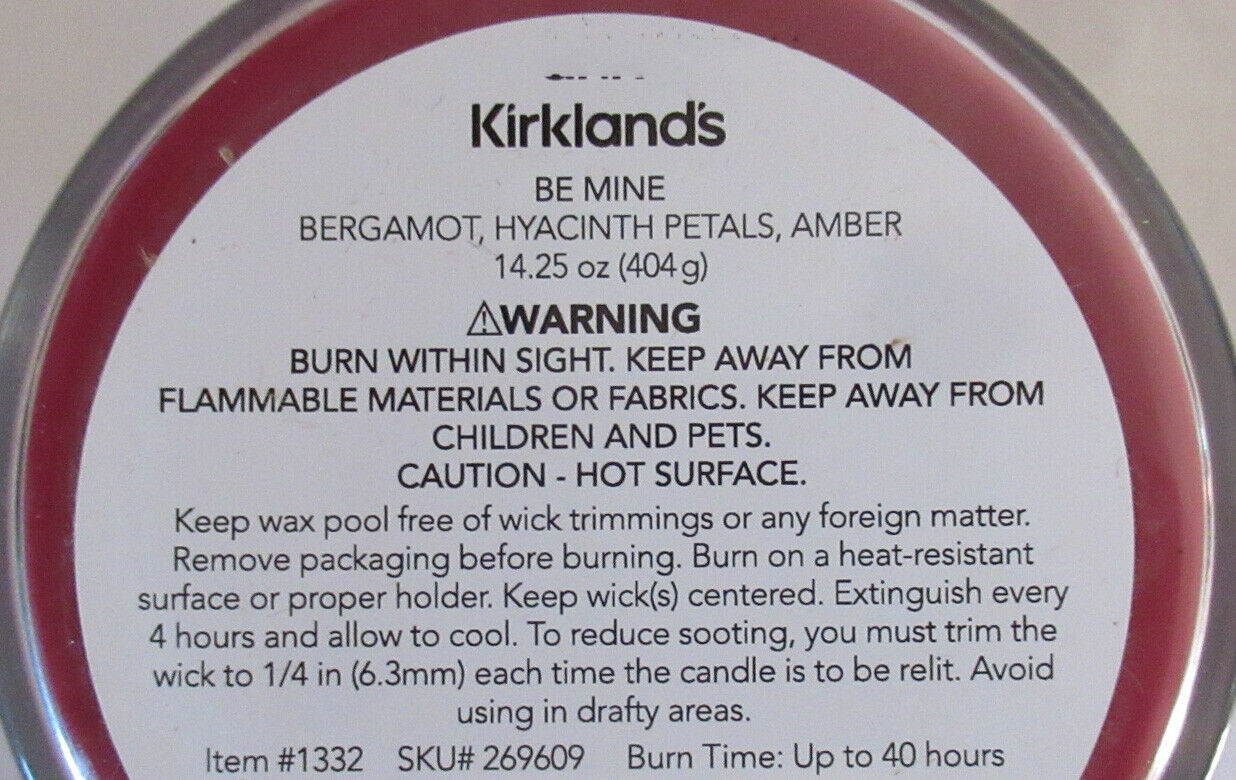 Kirkland's
BE MINE
BERGAMOT, HYACINTH PETALS, AMBER
14.25 oz (404g)
⚠WARNING
BURN WITHIN SIGHT. KEEP AWAY FROM
FLAMMABLE MATERIALS OR FABRICS. KEEP AWAY FROM
CHILDREN AND PETS.
CAUTION - HOT SURFACE.
Keep wax pool free of wick trimmings or any foreign matter.
Remove packaging before burning. Burn on a heat-resistant
surface or proper holder. Keep wick(s) centered. Extinguish every
4 hours and allow to cool. To reduce sooting, you must trim the
wick to 1/4 in (6.3mm) each time the candle is to be relit. Avoid
using in drafty areas.
Item #1332 SKU# 269609 Burn Time: Up to 40 hours